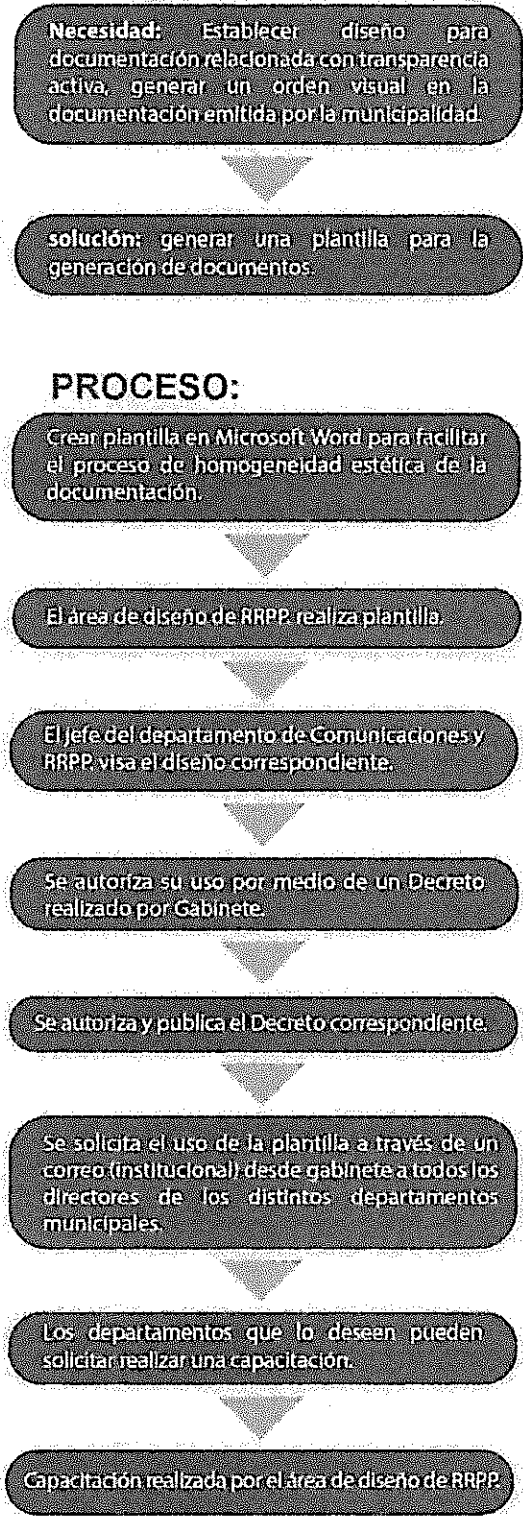 Necesidad: Establecer diseño para
documentación relacionada con transparencia
activa, generar un orden visual en la
documentación emitida por la municipalidad.
solución: generar una plantilla para la
generación de documentos.
PROCESO:
Crear plantilla en Microsoft Word para facilitar
el proceso de homogeneidad estética de la
documentación.
El área de diseño de RRPP. realiza plantilla.
El jefe del departamento de Comunicaciones y
RRPP. visa el diseño correspondiente.
Se autoriza su uso por medio de un Decreto
realizado por Gabinete.
Se autoriza y publica el Decreto correspondiente.
Se solicita el uso de la plantilla a través de un
correo (institucional) desde gabinete a todos los
directores de los distintos departamentos
municipales.
Los departamentos que lo deseen pueden
solicitar realizar una capacitación.
Capacitación realizada por el área de diseño de RRPP.